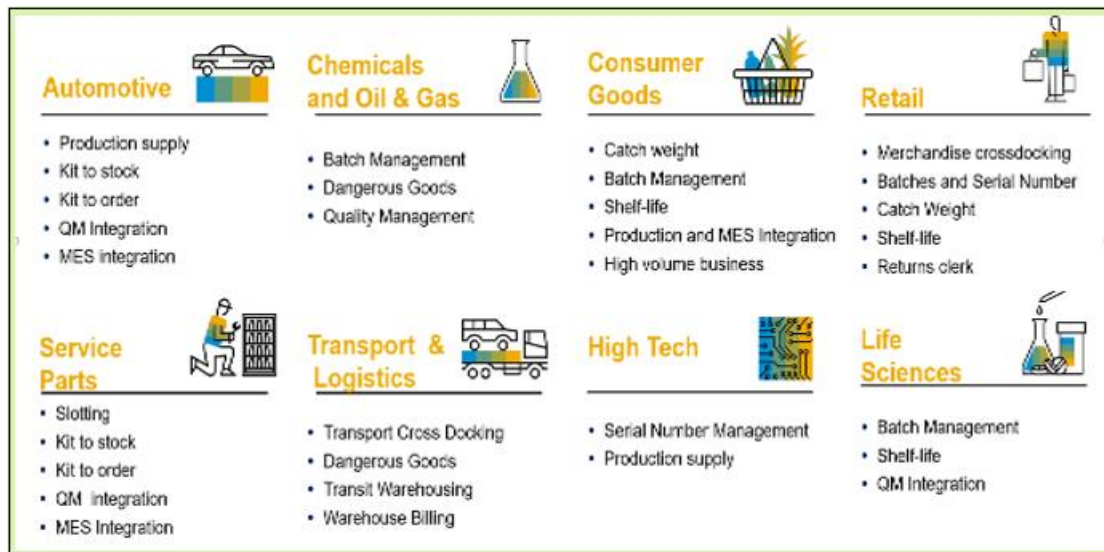 Automotive
Production supply
Kit to stock
Kit to order
QM Integration
MES integration
Chemicals
and Oil & Gas
Batch Management
Dangerous Goods
Quality Management
Consumer
Goods
Catch weight
Batch Management
Shelf-life
Production and MES Integration
High volume business
Retail
Merchandise crossdocking
Batches and Serial Number
Catch Weight
Shelf-life
Returns clerk
Service
Parts
Slotting
Kit to stock
Kit to order
QM integration
MES Integration
Transport &
Logistics
Transport Cross Docking
Dangerous Goods
Transit Warehousing
Warehouse Billing
High Tech
Serial Number Management
Production supply
Life
Sciences
Batch Management
Shelf-life
QM Integration